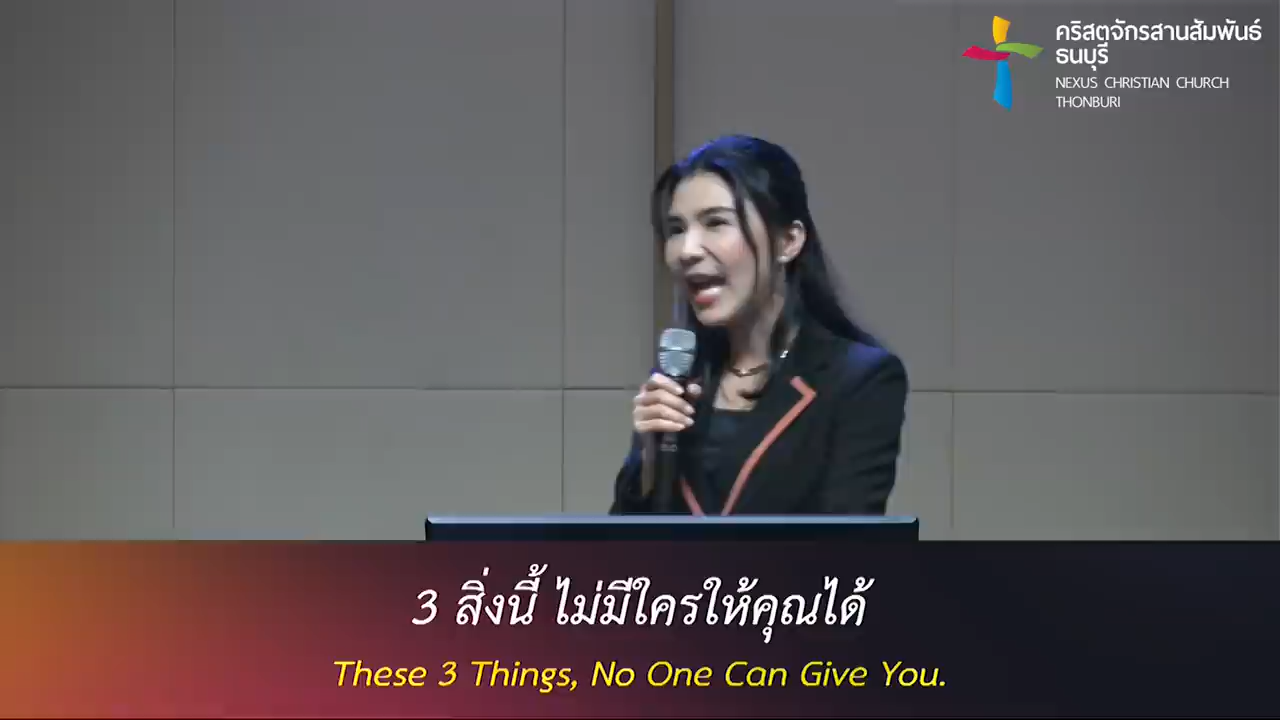 คริสตจักรสานสัมพันธ์
ธนบุรี
NEXUS CHRISTIAN CHURCH
THONBURI
3 สิ่งนี้ ไม่มีใครให้คุณได้
These 3 Things, No One Can Give You.